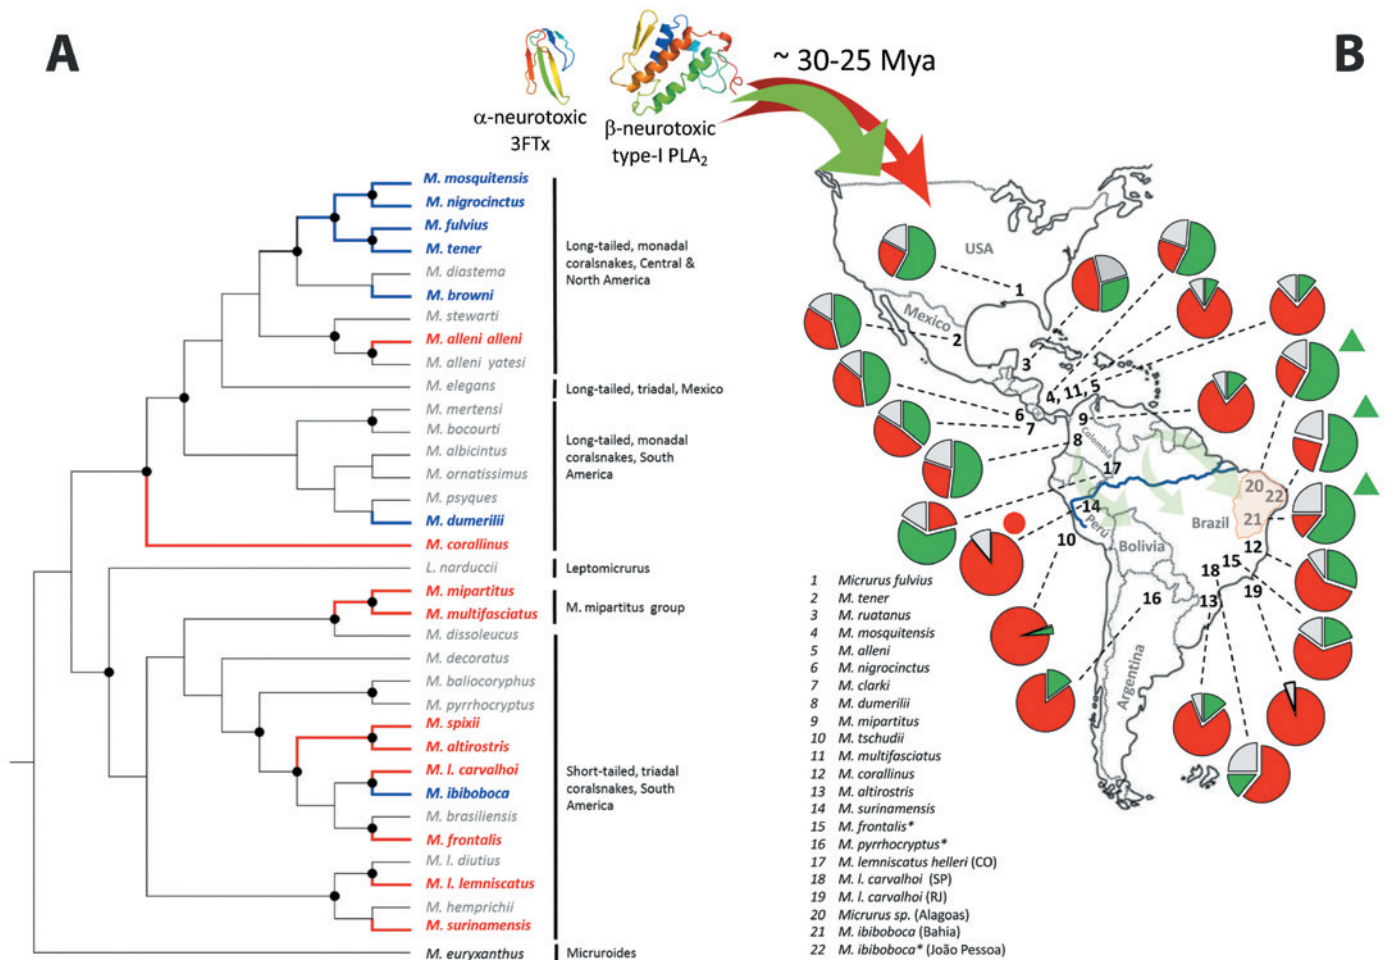 A
B
~ 30-25 Mya
α-neurotoxic
3FTx
β-neurotoxic
type-I PLA2
M. mosquitensis
M. nigrocinctus
M. fulvius
M. tener
M. diastema
M. browni
M. stewarti
M. alleni alleni
M. alleni yatesi
M. elegans
M. mertensi
M. bocourti
M. albicintus
M. ornatissimus
M. psyques
M. dumerilii
M. corallinus
L. narduccii
M. mipartitus
M. multifasciatus
M. dissoleucus
M. decoratus
M. baliocoryphus
M. pyrrhocryptus
M. spixii
M. altirostris
M. l. carvalhoi
M. ibiboboca
M. brasiliensis
M. frontalis
M. l. diutius
M. l. lemniscatus
M. hemprichii
M. surinamensis
M. euryxanthus
Long-tailed, monadal
coralsnakes, Central &
North America
Long-tailed, triadal, Mexico
Long-tailed, monadal
coralsnakes, South
America
Leptomicrurus
M. mipartitus group
Short-tailed, triadal
coralsnakes, South
America
Micruroides
USA
1
Mexico
2
3
4, 11, 5
6
7
9
8
Colombia
17
14
Perú
10
Brazil
20
22
21
Bolivia
12
15
18
19
13
16
Argentina
1 Micrurus fulvius
2 M. tener
3 M. ruatanus
4 M. mosquitensis
5 M. alleni
6 M. nigrocinctus
7 M. clarki
8 M. dumerilii
9 M. mipartitus
10 M. tschudii
11 M. multifasciatus
12 M. corallinus
13 M. altirostris
14 M. surinamensis
15 M. frontalis*
16 M. pyrrhocryptus*
17 M. lemniscatus helleri (CO)
18 M. l. carvalhoi (SP)
19 M. l. carvalhoi (RJ)
20 Micrurus sp. (Alagoas)
21 M. ibiboboca (Bahia)
22 M. ibiboboca* (João Pessoa)